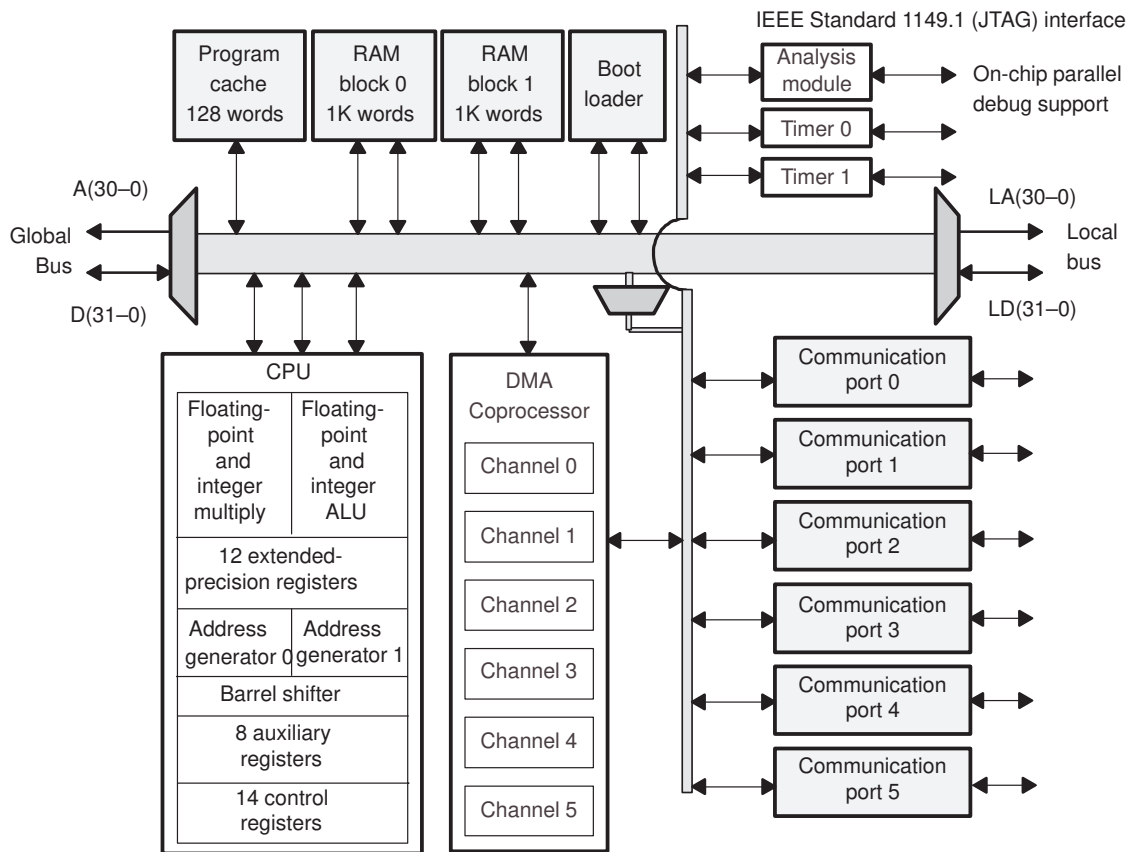 IEEE Standard 1149.1 (JTAG) interface
Program
cache
128 words
RAM
block 0
1K words
RAM
block 1
1K words
Boot
loader
Analysis
module
On-chip parallel
debug support
Timer 0
Timer 1
A(30–0)
Global
Bus
D(31–0)
LA(30–0)
Local
bus
LD(31–0)
CPU
Floating-
point
and
integer
multiply
Floating-
point
and
integer
ALU
12 extended-
precision registers
Address
generator 0
Address
generator 1
Barrel shifter
8 auxiliary
registers
14 control
registers
DMA
Coprocessor
Channel 0
Channel 1
Channel 2
Channel 3
Channel 4
Channel 5
Communication
port 0
Communication
port 1
Communication
port 2
Communication
port 3
Communication
port 4
Communication
port 5